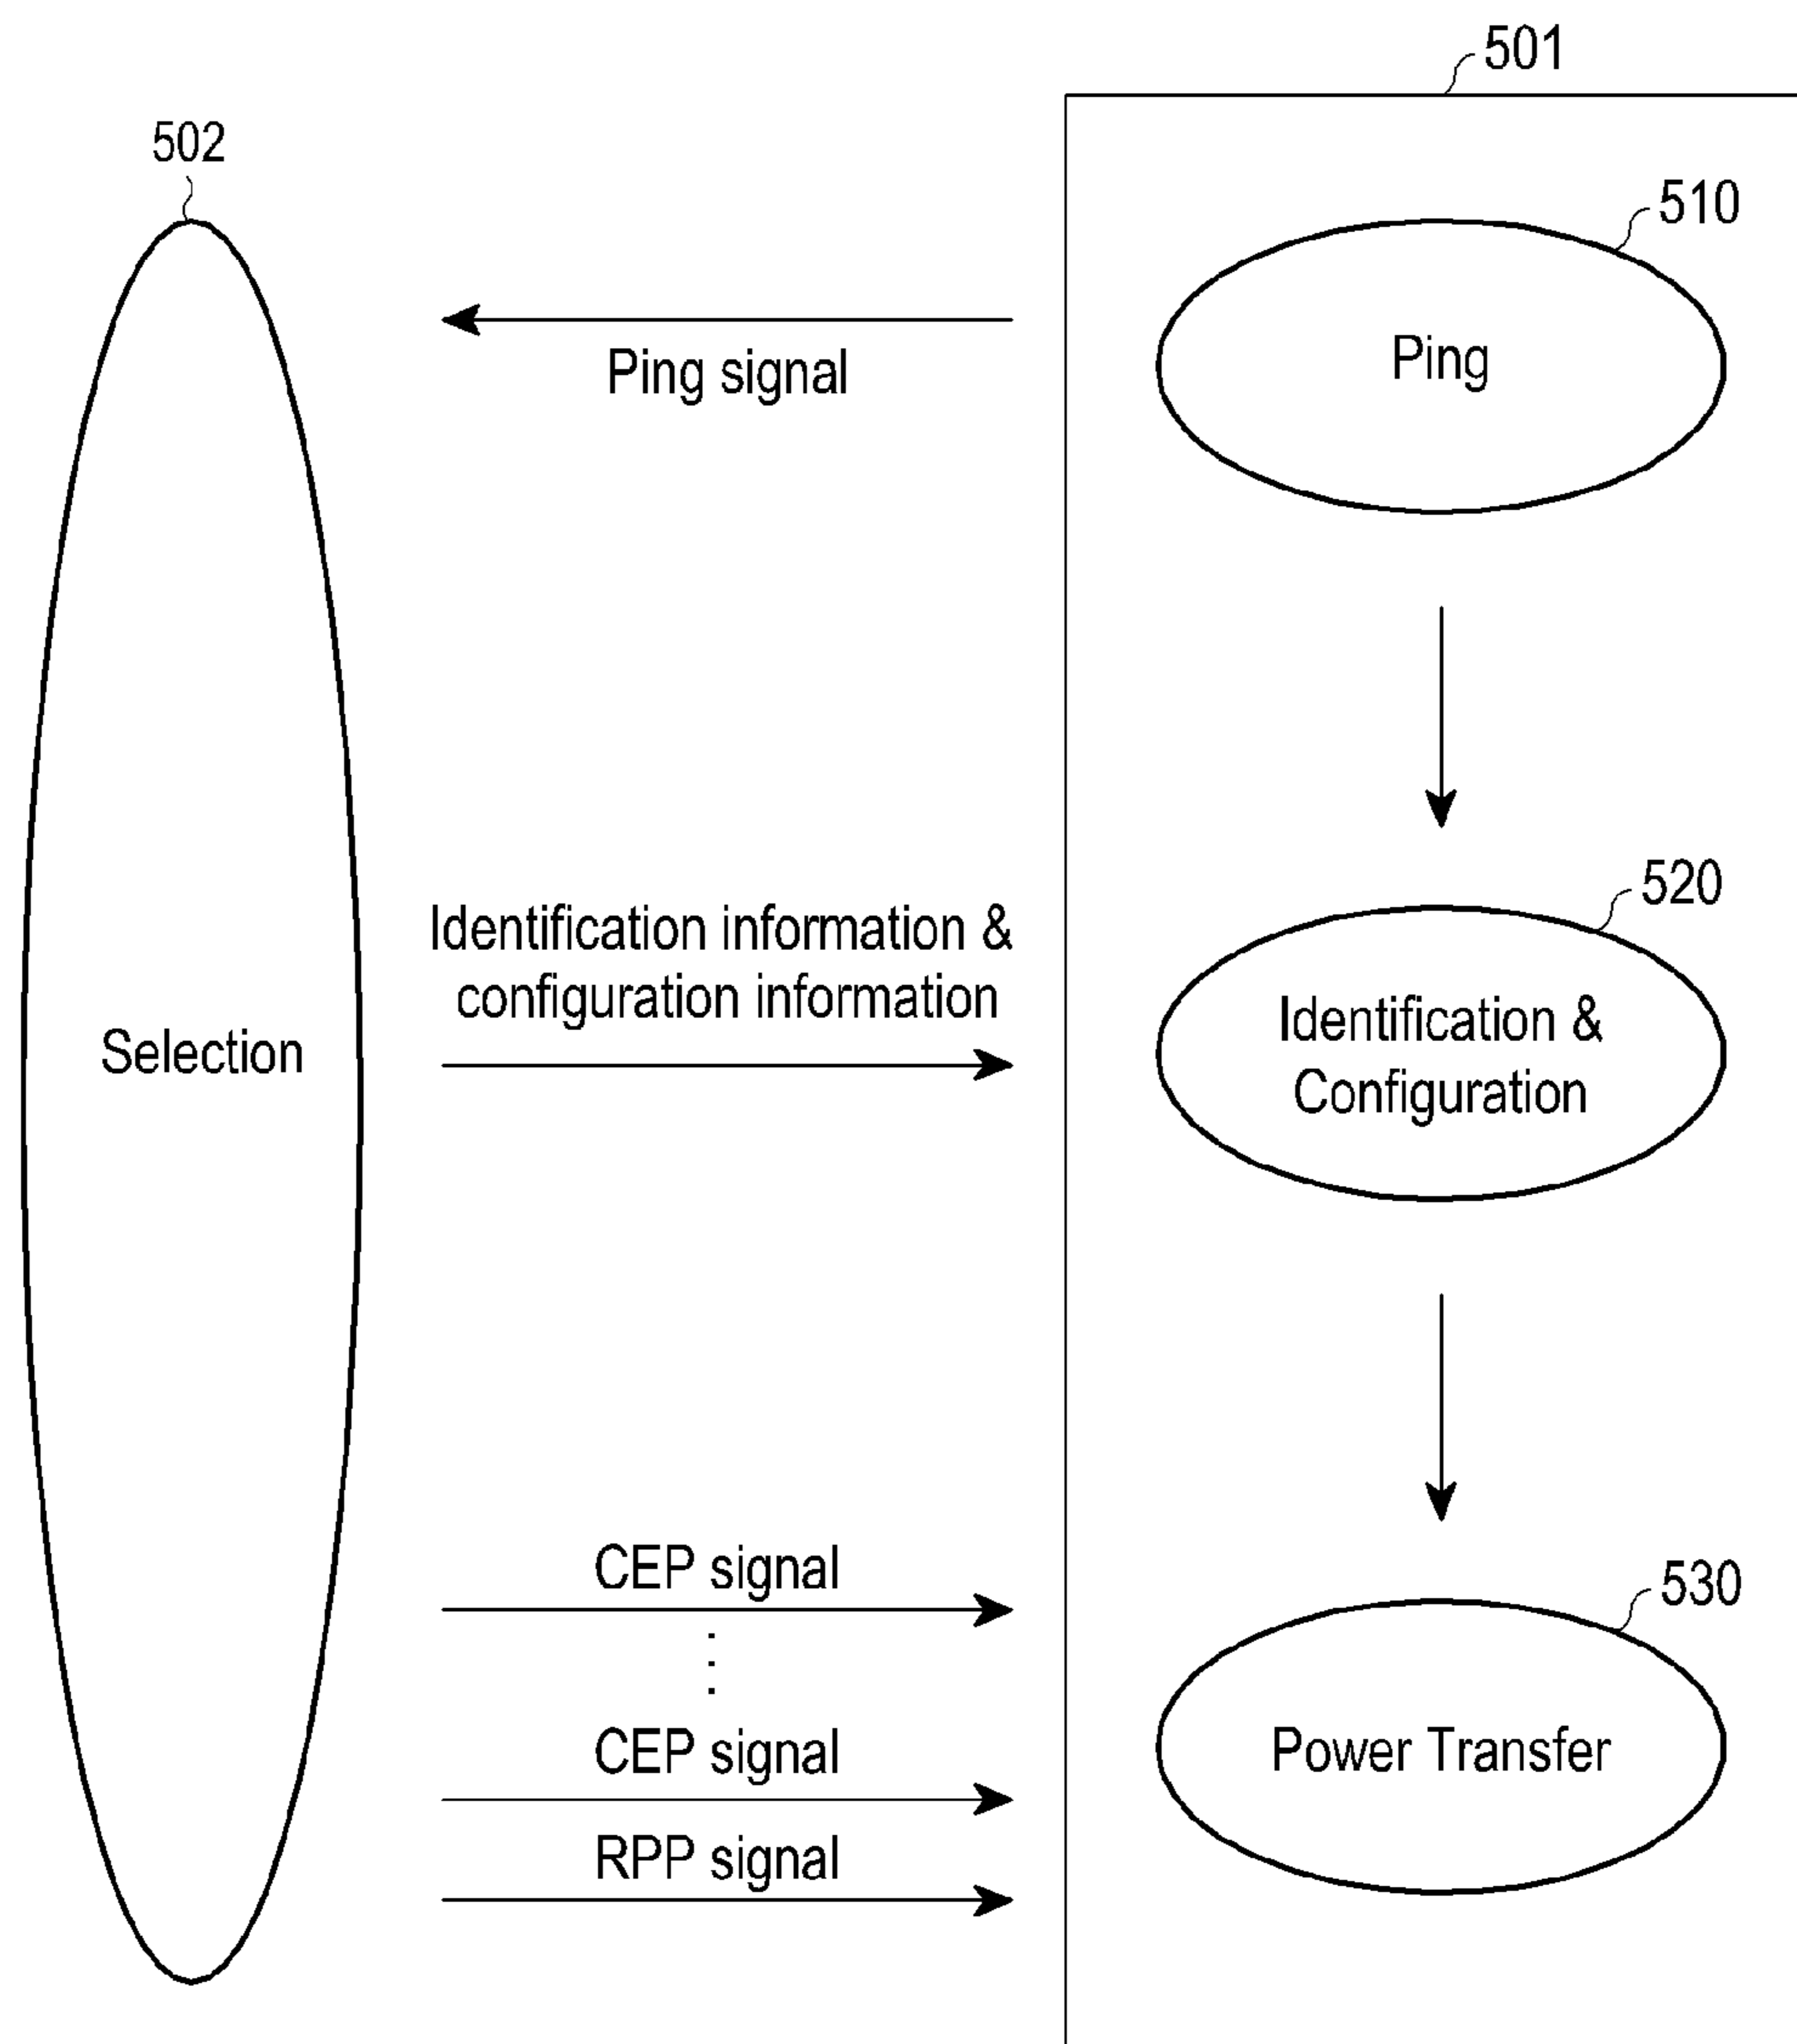 501
502
510
Ping
Ping signal
520
Identification information &
configuration information
Identification &
Configuration
Selection
CEP signal
530
.
.
.
CEP signal
Power Transfer
RPP signal